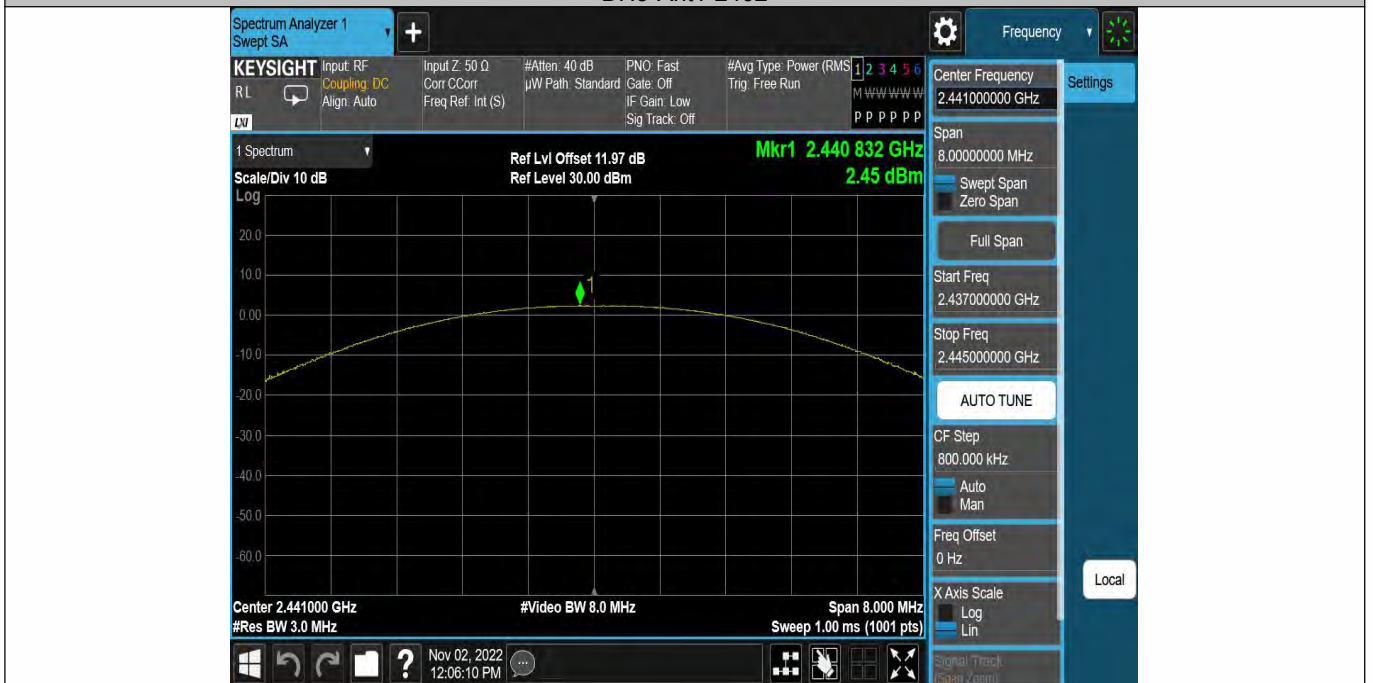 Spectrum Analyzer 1
Swept SA
Frequency
KEYSIGHT
RL
LXI
Input: RF
Coupling: DC
Align: Auto
Input Z: 50 Ω
Corr CCorr
Freq Ref: Int (S)
#Atten: 40 dB
µW Path: Standard
PNO: Fast
Gate: Off
IF Gain: Low
Sig Track: Off
#Avg Type: Power (RMS
Trig: Free Run
1 2 3 4 5 6
M W W W W W
P P P P P P
1 Spectrum
Scale/Div 10 dB
Log
Ref Lvl Offset 11.97 dB
Ref Level 30.00 dBm
Mkr1 2.440 832 GHz
2.45 dBm
20.0
10.0
0.00
-10.0
-20.0
-30.0
-40.0
-50.0
-60.0
1
Center 2.441000 GHz
#Res BW 3.0 MHz
#Video BW 8.0 MHz
Span 8.000 MHz
Sweep 1.00 ms (1001 pts)
Nov 02, 2022
12:06:10 PM
Center Frequency
2.441000000 GHz
Settings
Span
8.00000000 MHz
Swept Span
Zero Span
Full Span
Start Freq
2.437000000 GHz
Stop Freq
2.445000000 GHz
AUTO TUNE
CF Step
800.000 kHz
Auto
Man
Freq Offset
0 Hz
X Axis Scale
Log
Lin
Local
Signal Track
(Span Zoom)